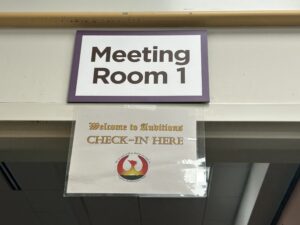 Meeting
Room 1
Welcome to Auditions
CHECK-IN HERE